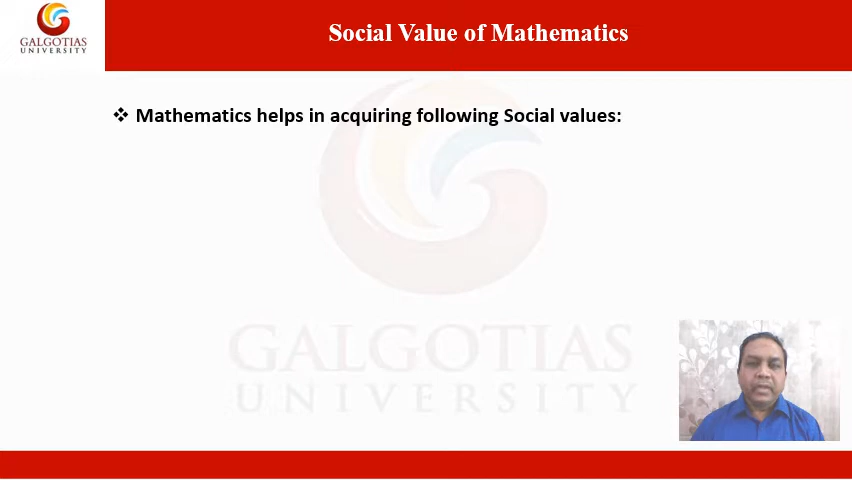 GALGOTIAS
UNIVERSITY
Social Value of Mathematics
❖ Mathematics helps in acquiring following Social values:
GALGOTIAS
UNIVERSITY